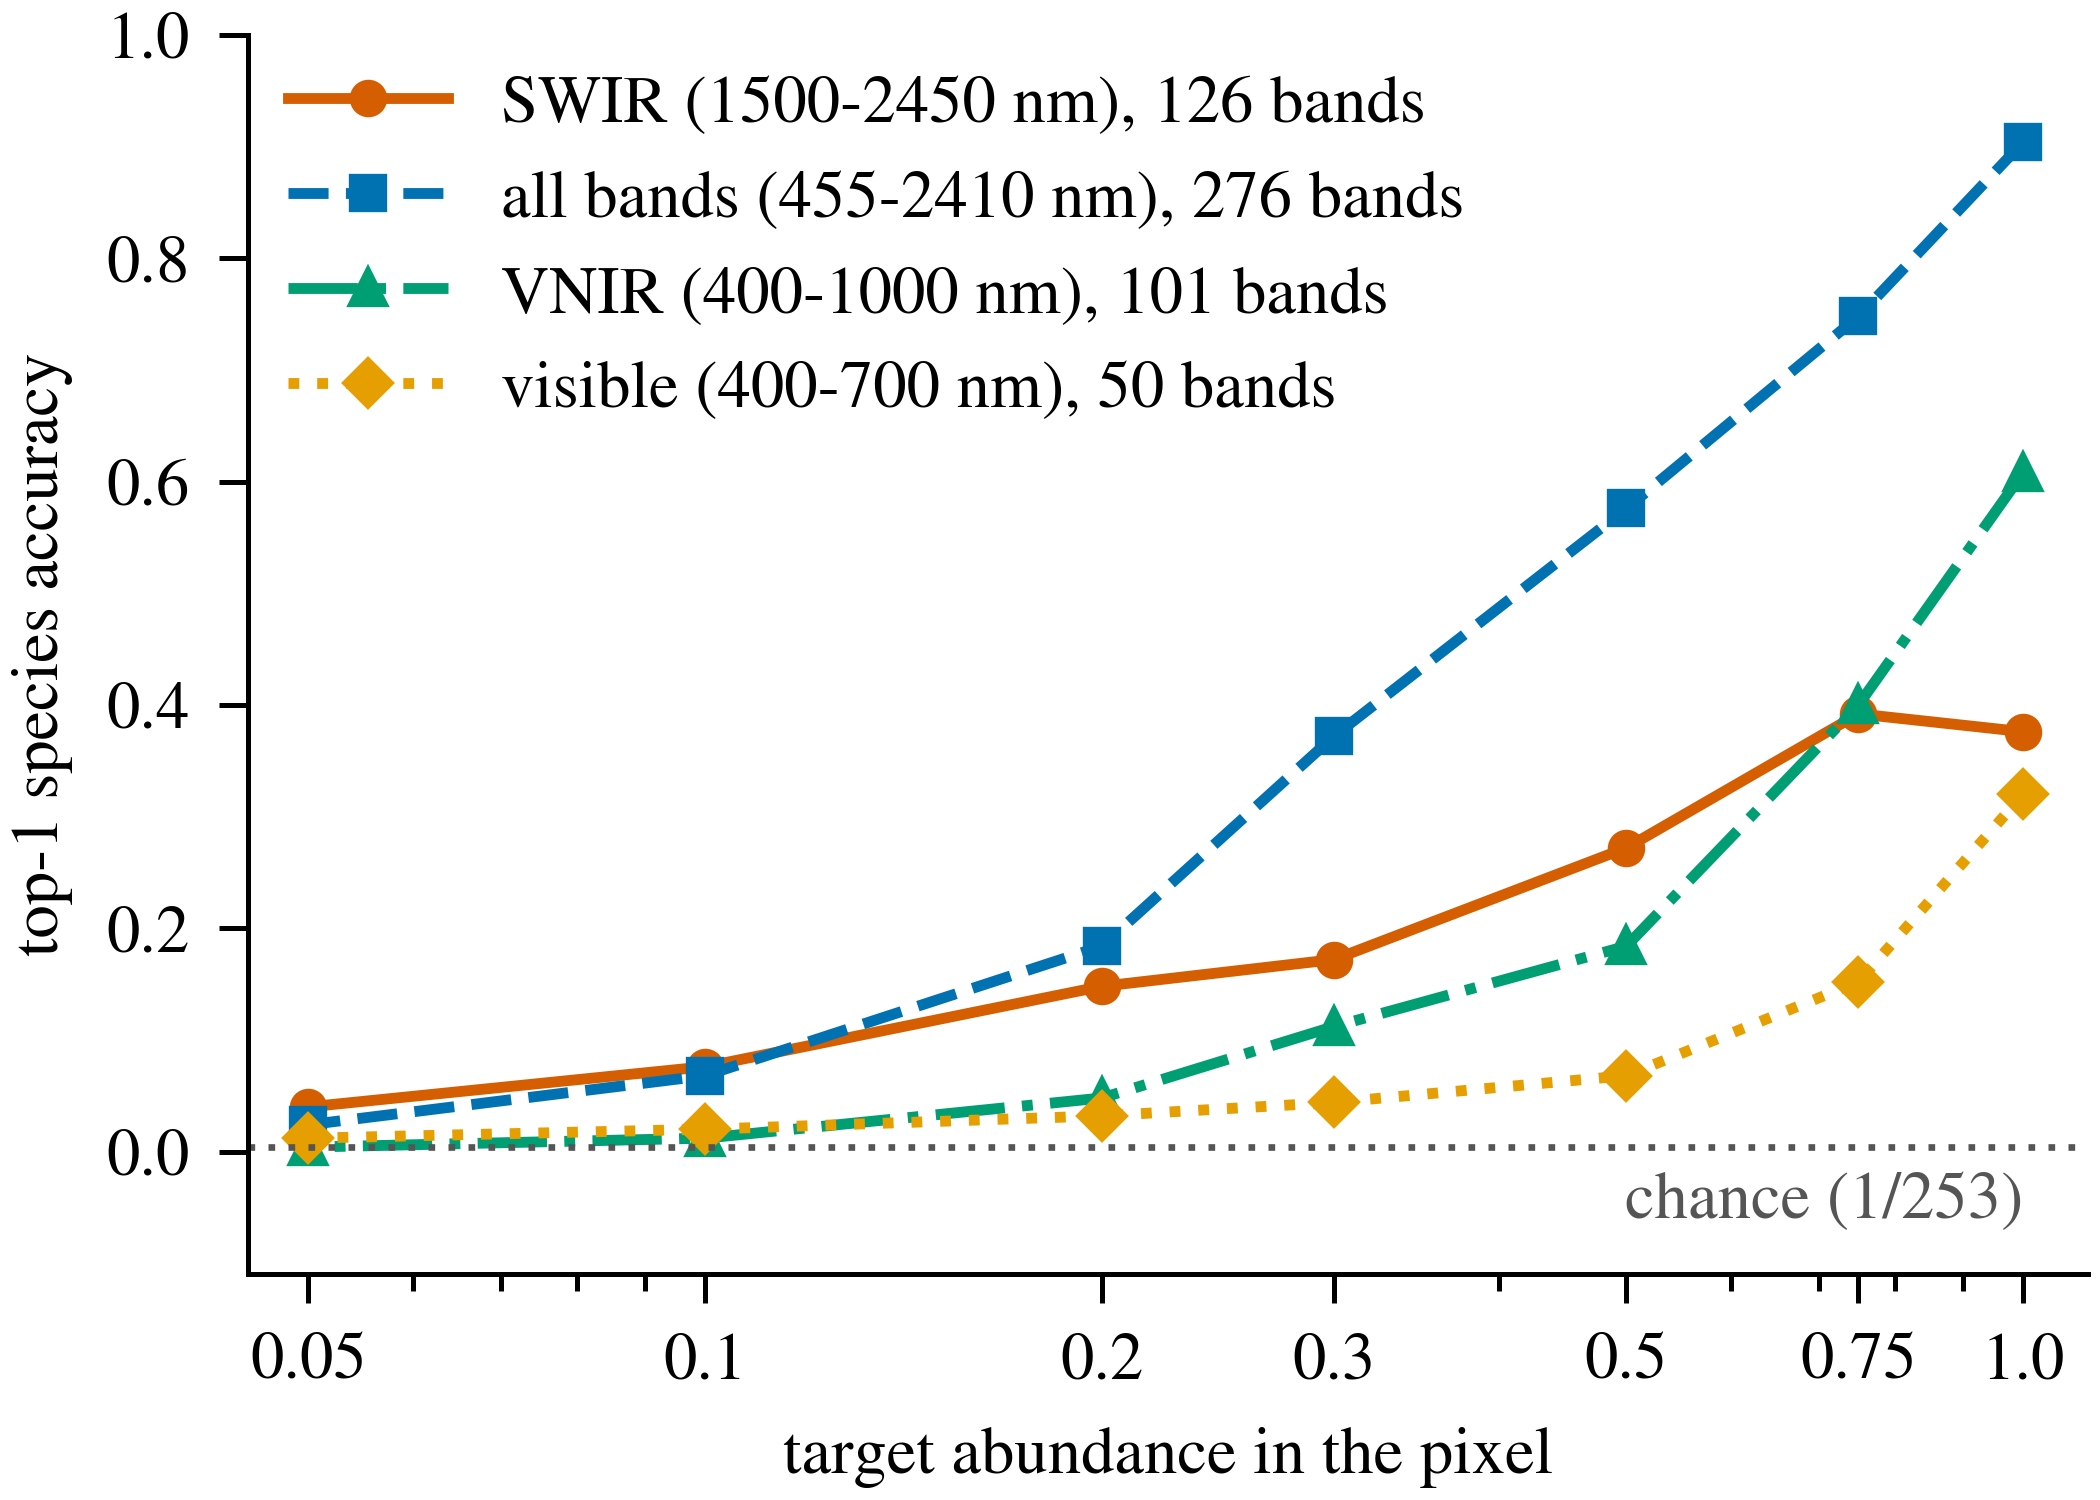 1.0
0.8
0.6
0.4
0.2
0.0
top-1 species accuracy
SWIR (1500-2450 nm), 126 bands
all bands (455-2410 nm), 276 bands
VNIR (400-1000 nm), 101 bands
visible (400-700 nm), 50 bands
chance (1/253)
0.05 0.1 0.2 0.3 0.5 0.75 1.0
target abundance in the pixel